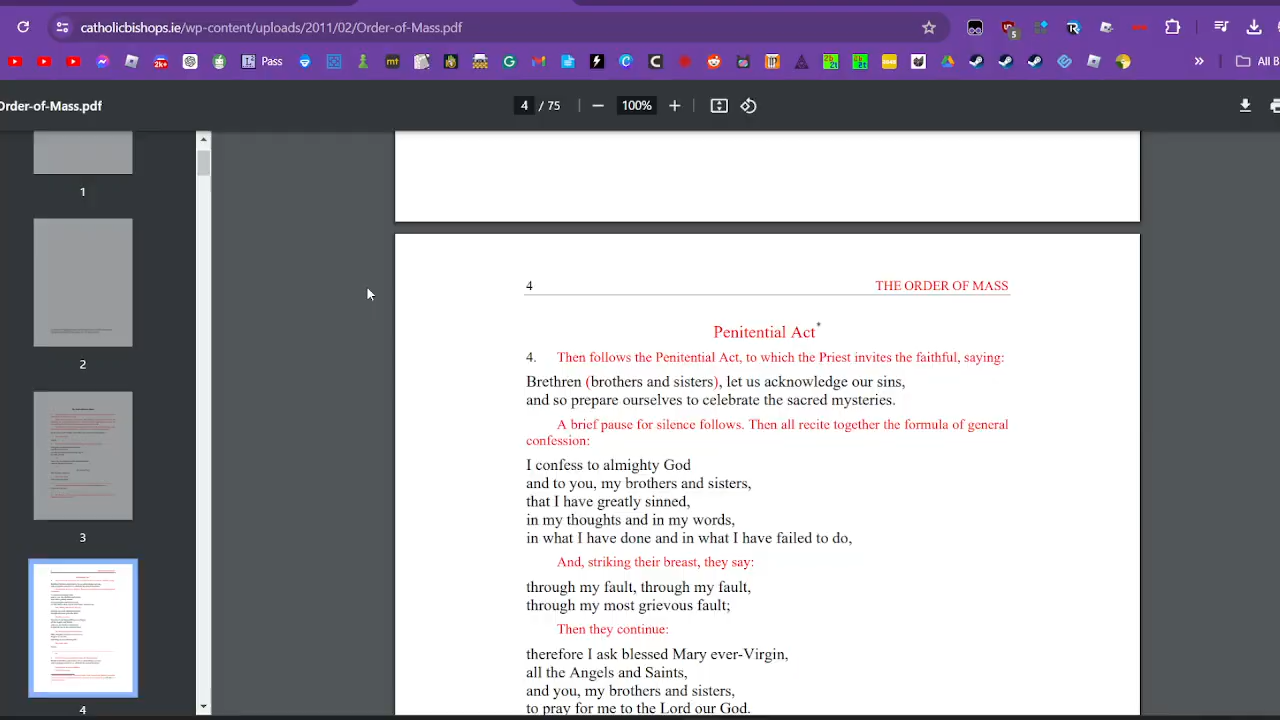 catholicbishops.ie/wp-content/uploads/2011/02/Order-of-Mass.pdf
5
2k+
Pass
mt
All B
Order-of-Mass.pdf
4 / 75
100%
1
2
3
4
4 THE ORDER OF MASS
Penitential Act*
4. Then follows the Penitential Act, to which the Priest invites the faithful, saying:
Brethren (brothers and sisters), let us acknowledge our sins,
and so prepare ourselves to celebrate the sacred mysteries.
A brief pause for silence follows. Then all recite together the formula of general
confession:
I confess to almighty God
and to you, my brothers and sisters,
that I have greatly sinned,
in my thoughts and in my words,
in what I have done and in what I have failed to do,
And, striking their breast, they say:
through my fault, through my fault,
through my most grievous fault;
Then they continue:
therefore I ask blessed Mary ever-Virgin,
all the Angels and Saints,
and you, my brothers and sisters,
to pray for me to the Lord our God.